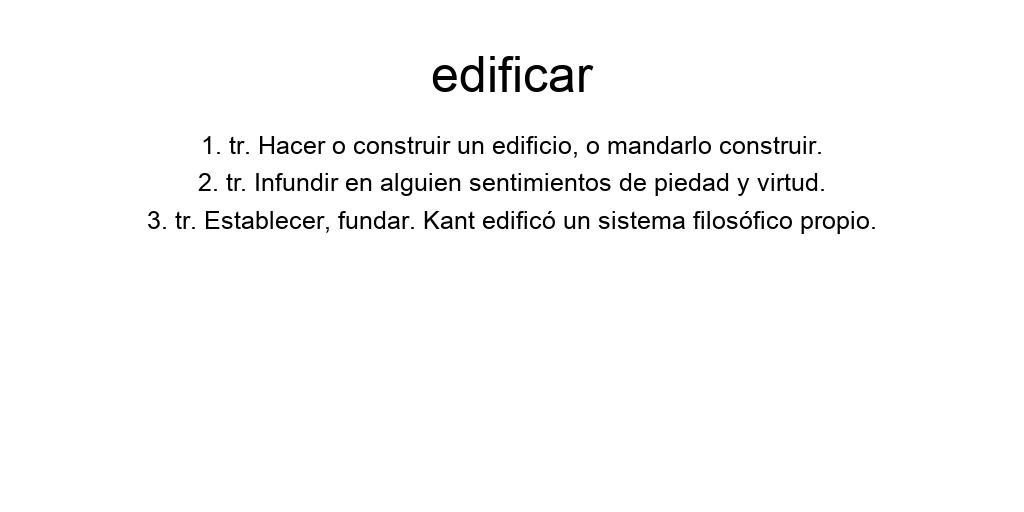 edificar
1. tr. Hacer o construir un edificio, o mandarlo construir.
2. tr. Infundir en alguien sentimientos de piedad y virtud.
3. tr. Establecer, fundar. Kant edificó un sistema filosófico propio.